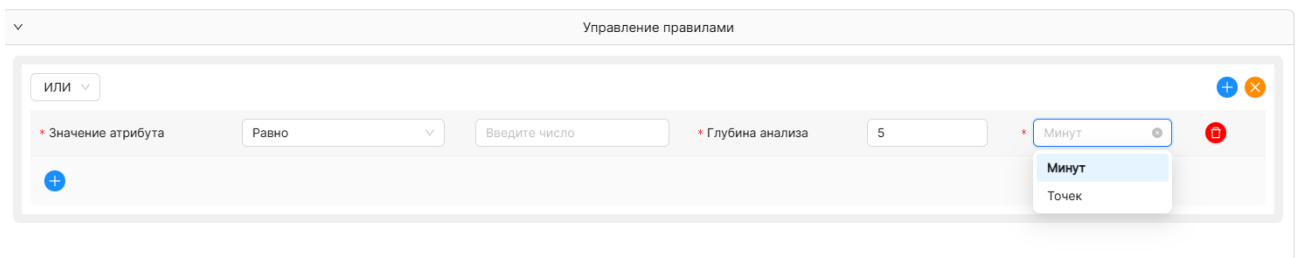 Управление правилами
ИЛИ
* Значение атрибута Равно Введите число * Глубина анализа 5 * Минут
Минут
Точек